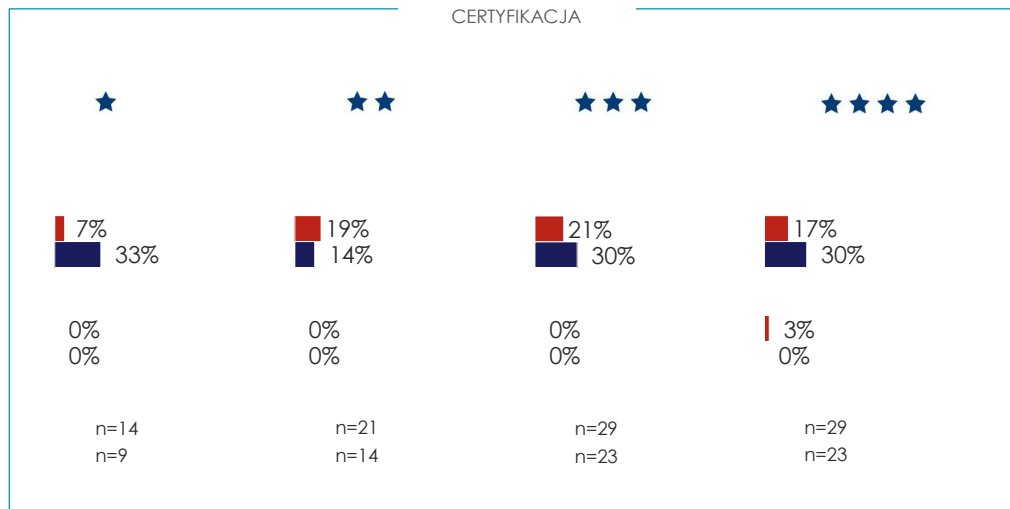 CERTYFIKACJA
7% 19% 21% 17%
33% 14% 30% 30%
0% 0% 0% 3%
0% 0% 0% 0%
n=14 n=21 n=29 n=29
n=9 n=14 n=23 n=23